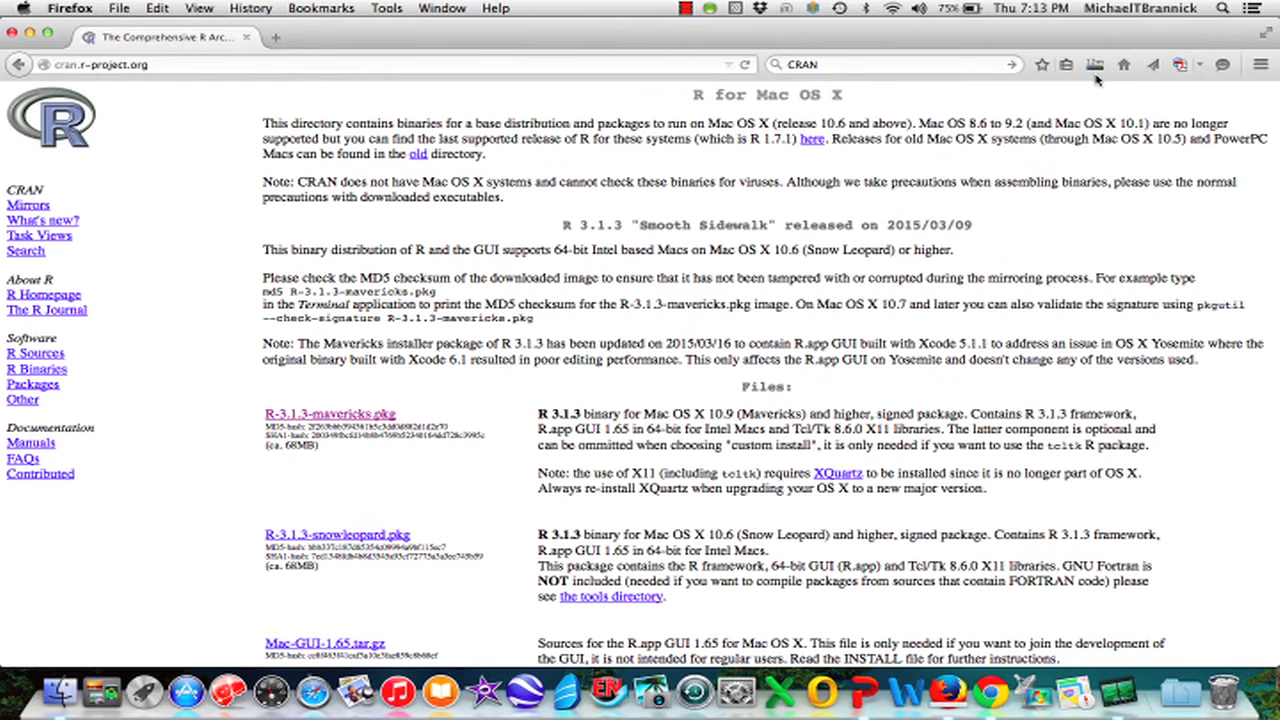 Firefox File Edit View History Bookmarks Tools Window Help 75% Thu 7:13 PM MichaelTBrannick
The Comprehensive R Arc...
cran.r-project.org
CRAN
R
CRAN
Mirrors
What's new?
Task Views
Search
About R
R Homepage
The R Journal
Software
R Sources
R Binaries
Packages
Other
Documentation
Manuals
FAQs
Contributed
R for Mac OS X
This directory contains binaries for a base distribution and packages to run on Mac OS X (release 10.6 and above). Mac OS 8.6 to 9.2 (and Mac OS X 10.1) are no longer
supported but you can find the last supported release of R for these systems (which is R 1.7.1) here. Releases for old Mac OS X systems (through Mac OS X 10.5) and PowerPC
Macs can be found in the old directory.
Note: CRAN does not have Mac OS X systems and cannot check these binaries for viruses. Although we take precautions when assembling binaries, please use the normal
precautions with downloaded executables.
R 3.1.3 "Smooth Sidewalk" released on 2015/03/09
This binary distribution of R and the GUI supports 64-bit Intel based Macs on Mac OS X 10.6 (Snow Leopard) or higher.
Please check the MD5 checksum of the downloaded image to ensure that it has not been tampered with or corrupted during the mirroring process. For example type
md5 R-3.1.3-mavericks.pkg
in the Terminal application to print the MD5 checksum for the R-3.1.3-mavericks.pkg image. On Mac OS X 10.7 and later you can also validate the signature using pkgutil
--check-signature R-3.1.3-mavericks.pkg
Note: The Mavericks installer package of R 3.1.3 has been updated on 2015/03/16 to contain R.app GUI built with Xcode 5.1.1 to address an issue in OS X Yosemite where the
original binary built with Xcode 6.1 resulted in poor editing performance. This only affects the R.app GUI on Yosemite and doesn't change any of the versions used.
Files:
R-3.1.3-mavericks.pkg
MD5-hash:
SHA1-hash:
(ca. 68MB)
R 3.1.3 binary for Mac OS X 10.9 (Mavericks) and higher, signed package. Contains R 3.1.3 framework,
R.app GUI 1.65 in 64-bit for Intel Macs and Tcl/Tk 8.6.0 X11 libraries. The latter component is optional and
can be ommitted when choosing "custom install", it is only needed if you want to use the tcltk R package.
Note: the use of X11 (including tcltk) requires XQuartz to be installed since it is no longer part of OS X.
Always re-install XQuartz when upgrading your OS X to a new major version.
R-3.1.3-snowleopard.pkg
MD5-hash:
SHA1-hash:
(ca. 68MB)
R 3.1.3 binary for Mac OS X 10.6 (Snow Leopard) and higher, signed package. Contains R 3.1.3 framework,
R.app GUI 1.65 in 64-bit for Intel Macs.
This package contains the R framework, 64-bit GUI (R.app) and Tcl/Tk 8.6.0 X11 libraries. GNU Fortran is
NOT included (needed if you want to compile packages from sources that contain FORTRAN code) please
see the tools directory.
Mac-GUI-1.65.tar.gz
MD5-hash:
Sources for the R.app GUI 1.65 for Mac OS X. This file is only needed if you want to join the development of
the GUI, it is not intended for regular users. Read the INSTALL file for further instructions.